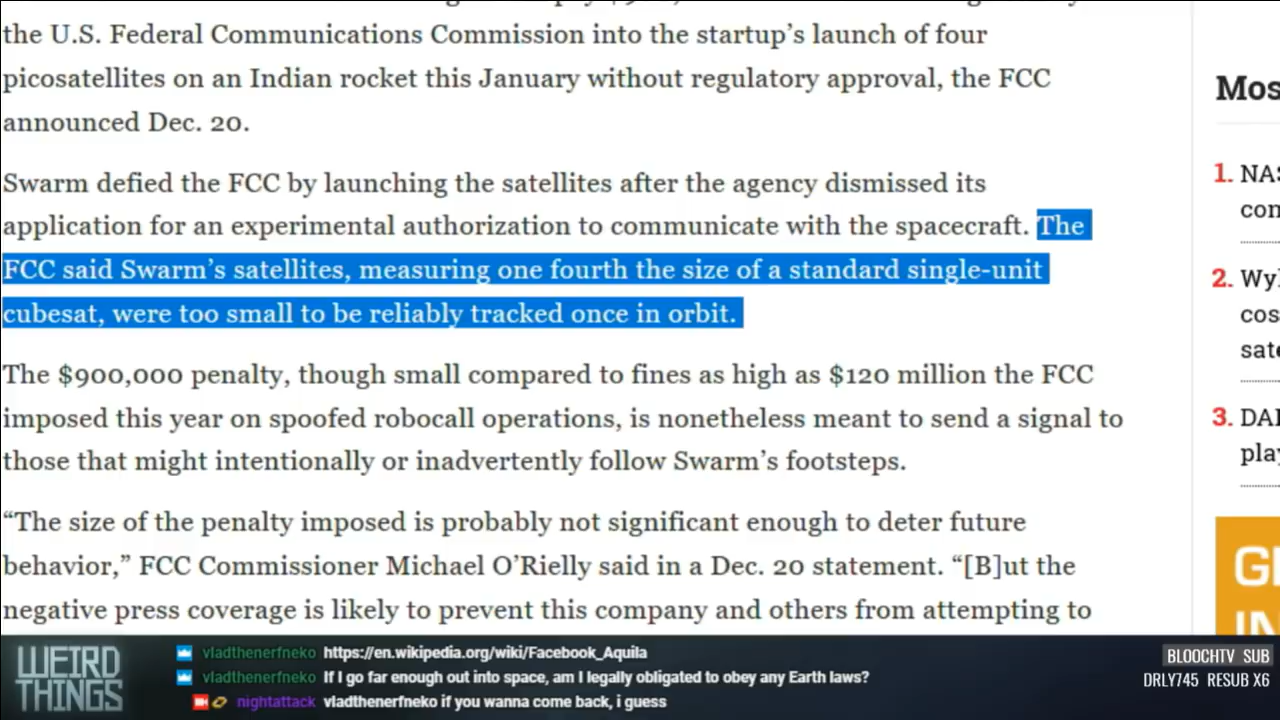 the U.S. Federal Communications Commission into the startup's launch of four
picosatellites on an Indian rocket this January without regulatory approval, the FCC
announced Dec. 20.
Swarm defied the FCC by launching the satellites after the agency dismissed its
application for an experimental authorization to communicate with the spacecraft. The
FCC said Swarm's satellites, measuring one fourth the size of a standard single-unit
cubesat, were too small to be reliably tracked once in orbit.
The $900,000 penalty, though small compared to fines as high as $120 million the FCC
imposed this year on spoofed robocall operations, is nonetheless meant to send a signal to
those that might intentionally or inadvertently follow Swarm's footsteps.
“The size of the penalty imposed is probably not significant enough to deter future
behavior,” FCC Commissioner Michael O'Rielly said in a Dec. 20 statement. “[B]ut the
negative press coverage is likely to prevent this company and others from attempting to
Mos
1. NAS
con
2. Wyl
cos
sate
3. DAI
play
GE
IN
WEIRD
THINGS
vladthenerfneko https://en.wikipedia.org/wiki/Facebook_Aquila
vladthenerfneko If I go far enough out into space, am I legally obligated to obey any Earth laws?
nightattack vladthenerfneko if you wanna come back, i guess
BLOOCHTV SUB
DRLY745 RESUB X6